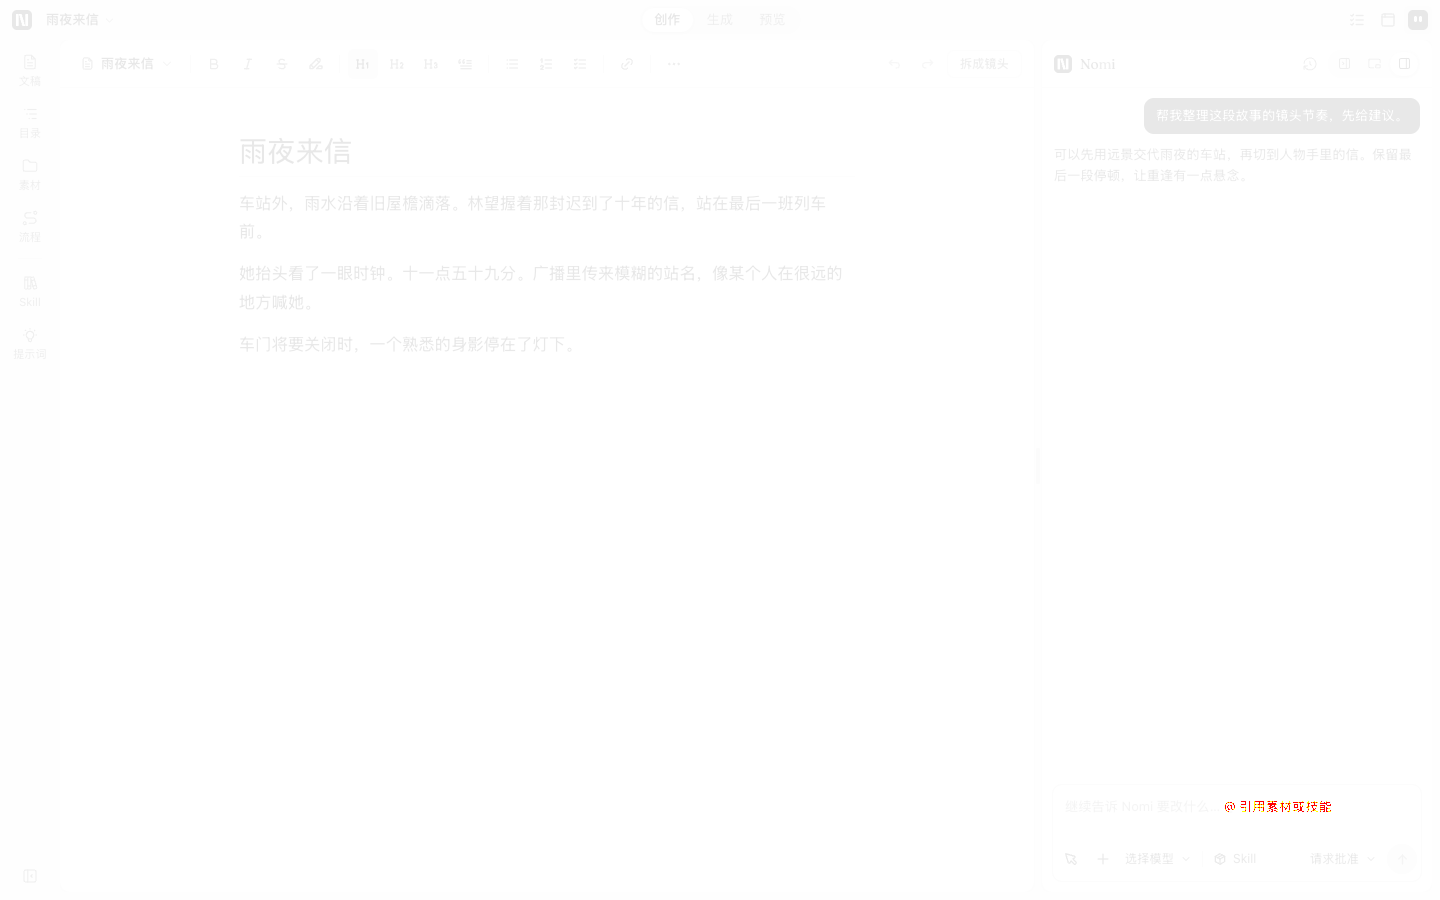 雨夜来信
创作 生成 预览
文稿
目录
素材
流程
Skill
提示词
雨夜来信
B I S H1 H2 H3
拆成镜头
雨夜来信
车站外，雨水沿着旧屋檐滴落。林望握着那封迟到了十年的信，站在最后一班列车
前。
她抬头看了一眼时钟。十一点五十九分。广播里传来模糊的站名，像某个人在很远的
地方喊她。
车门将要关闭时，一个熟悉的身影停在了灯下。
Nomi
帮我整理这段故事的镜头节奏，先给建议。
可以先用远景交代雨夜的车站，再切到人物手里的信。保留最
后一段停顿，让重逢有一点悬念。
继续告诉 Nomi 要改什么… @ 引用素材或技能
选择模型 Skill 请求批准